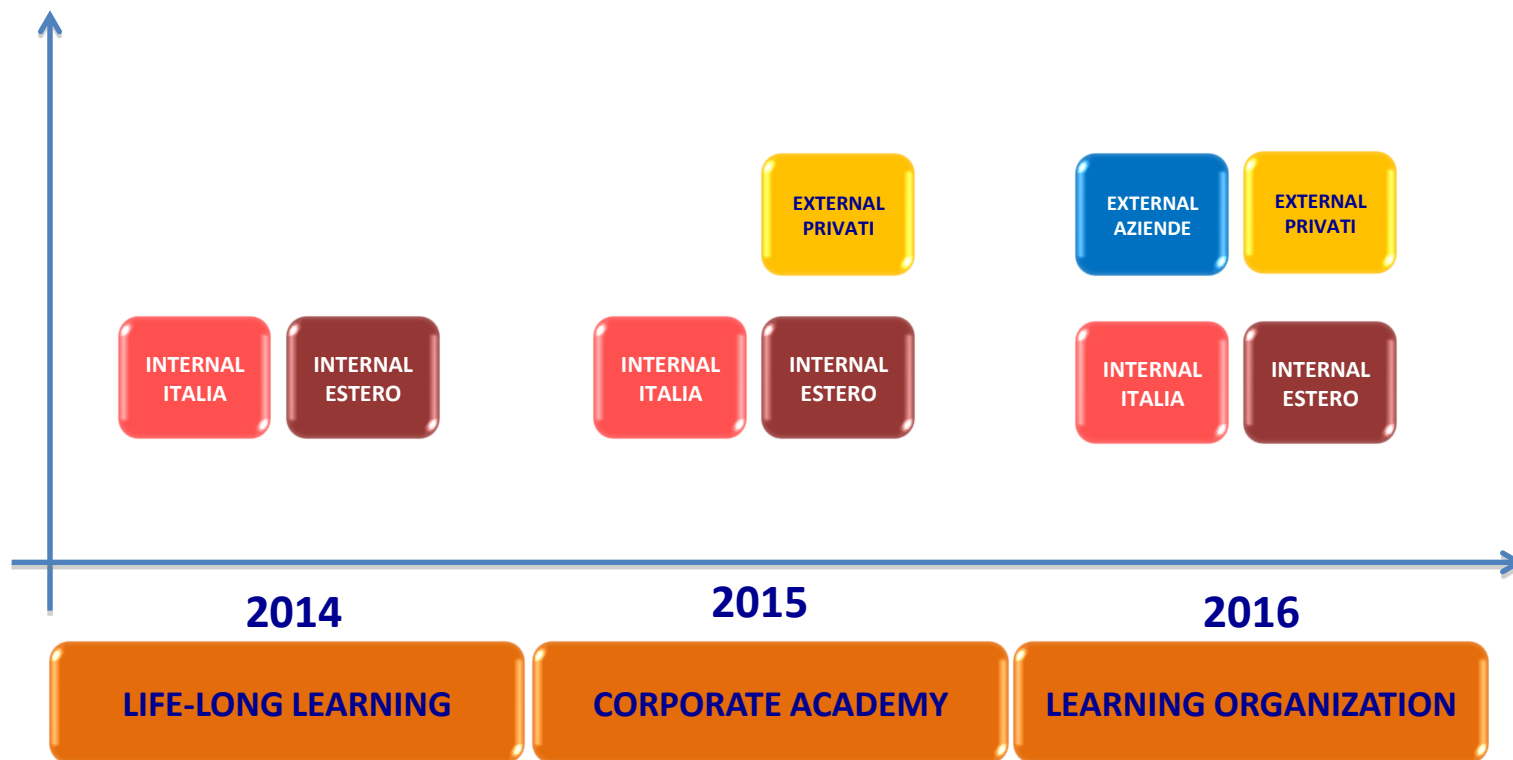 EXTERNAL
PRIVATI
EXTERNAL
AZIENDE
EXTERNAL
PRIVATI
INTERNAL
ITALIA
INTERNAL
ESTERO
INTERNAL
ITALIA
INTERNAL
ESTERO
INTERNAL
ITALIA
INTERNAL
ESTERO
2014
2015
2016
LIFE-LONG LEARNING
CORPORATE ACADEMY
LEARNING ORGANIZATION